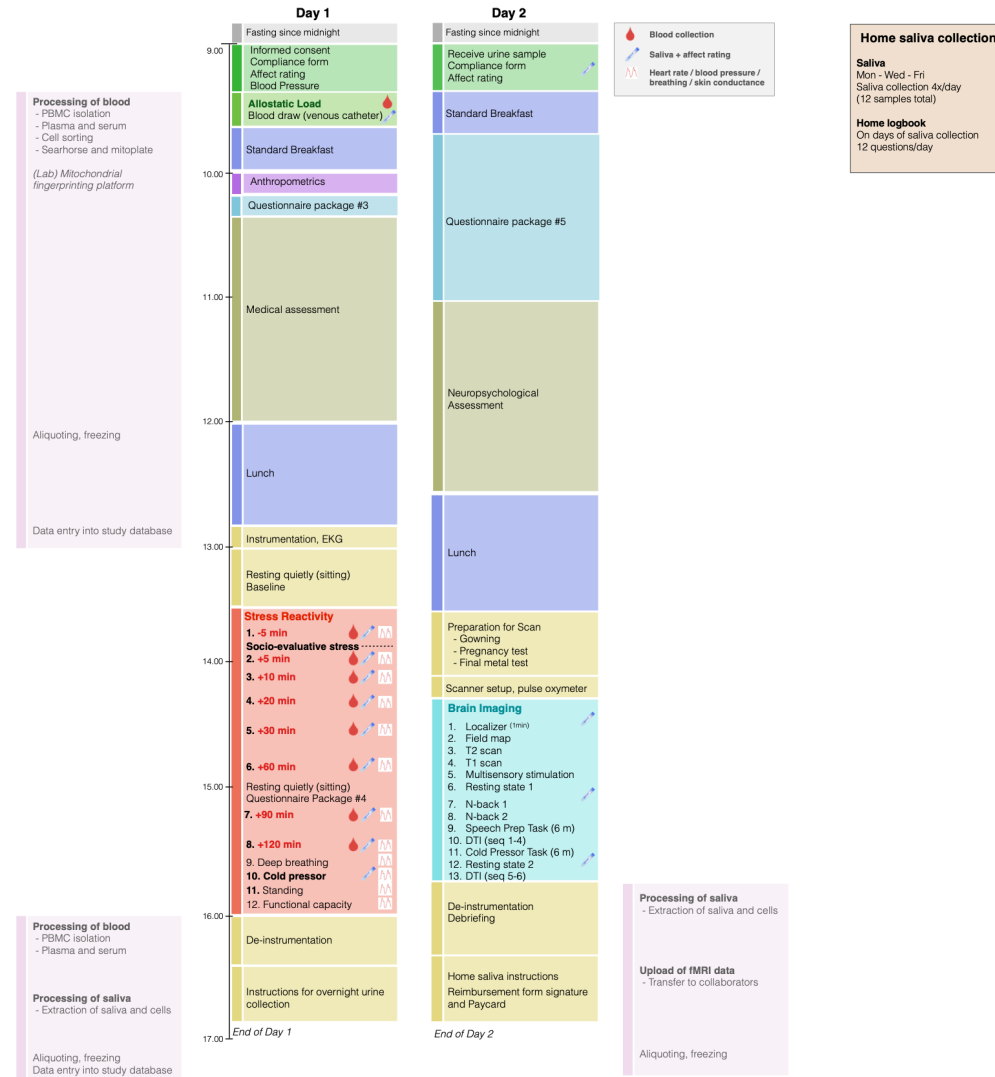 Day 1
Day 2
Fasting since midnight
Fasting since midnight
Blood collection
Saliva + affect rating
Heart rate / blood pressure /
breathing / skin conductance
Home saliva collection
Saliva
Mon - Wed - Fri
Saliva collection 4x/day
(12 samples total)
Home logbook
On days of saliva collection
12 questions/day
9.00
10.00
11.00
12.00
13.00
14.00
15.00
16.00
17.00
Processing of blood
- PBMC isolation
- Plasma and serum
- Cell sorting
- Searhorse and mitoplate
(Lab) Mitochondrial
fingerprinting platform
Aliquoting, freezing
Data entry into study database
Processing of blood
- PBMC isolation
- Plasma and serum
Processing of saliva
- Extraction of saliva and cells
Aliquoting, freezing
Data entry into study database
Informed consent
Compliance form
Affect rating
Blood Pressure
Allostatic Load
Blood draw (venous catheter)
Standard Breakfast
Anthropometrics
Questionnaire package #3
Medical assessment
Lunch
Instrumentation, EKG
Resting quietly (sitting)
Baseline
Stress Reactivity
1. -5 min
Socio-evaluative stress
2. +5 min
3. +10 min
4. +20 min
5. +30 min
6. +60 min
Resting quietly (sitting)
Questionnaire Package #4
7. +90 min
8. +120 min
9. Deep breathing
10. Cold pressor
11. Standing
12. Functional capacity
De-instrumentation
Instructions for overnight urine
collection
End of Day 1
Receive urine sample
Compliance form
Affect rating
Standard Breakfast
Questionnaire package #5
Neuropsychological
Assessment
Lunch
Preparation for Scan
- Gowning
- Pregnancy test
- Final metal test
Scanner setup, pulse oxymeter
Brain Imaging
1. Localizer (1min)
2. Field map
3. T2 scan
4. T1 scan
5. Multisensory stimulation
6. Resting state 1
7. N-back 1
8. N-back 2
9. Speech Prep Task (6 m)
10. DTI (seq 1-4)
11. Cold Pressor Task (6 m)
12. Resting state 2
13. DTI (seq 5-6)
De-instrumentation
Debriefing
Home saliva instructions
Reimbursement form signature
and Paycard
End of Day 2
Processing of saliva
- Extraction of saliva and cells
Upload of fMRI data
- Transfer to collaborators
Aliquoting, freezing